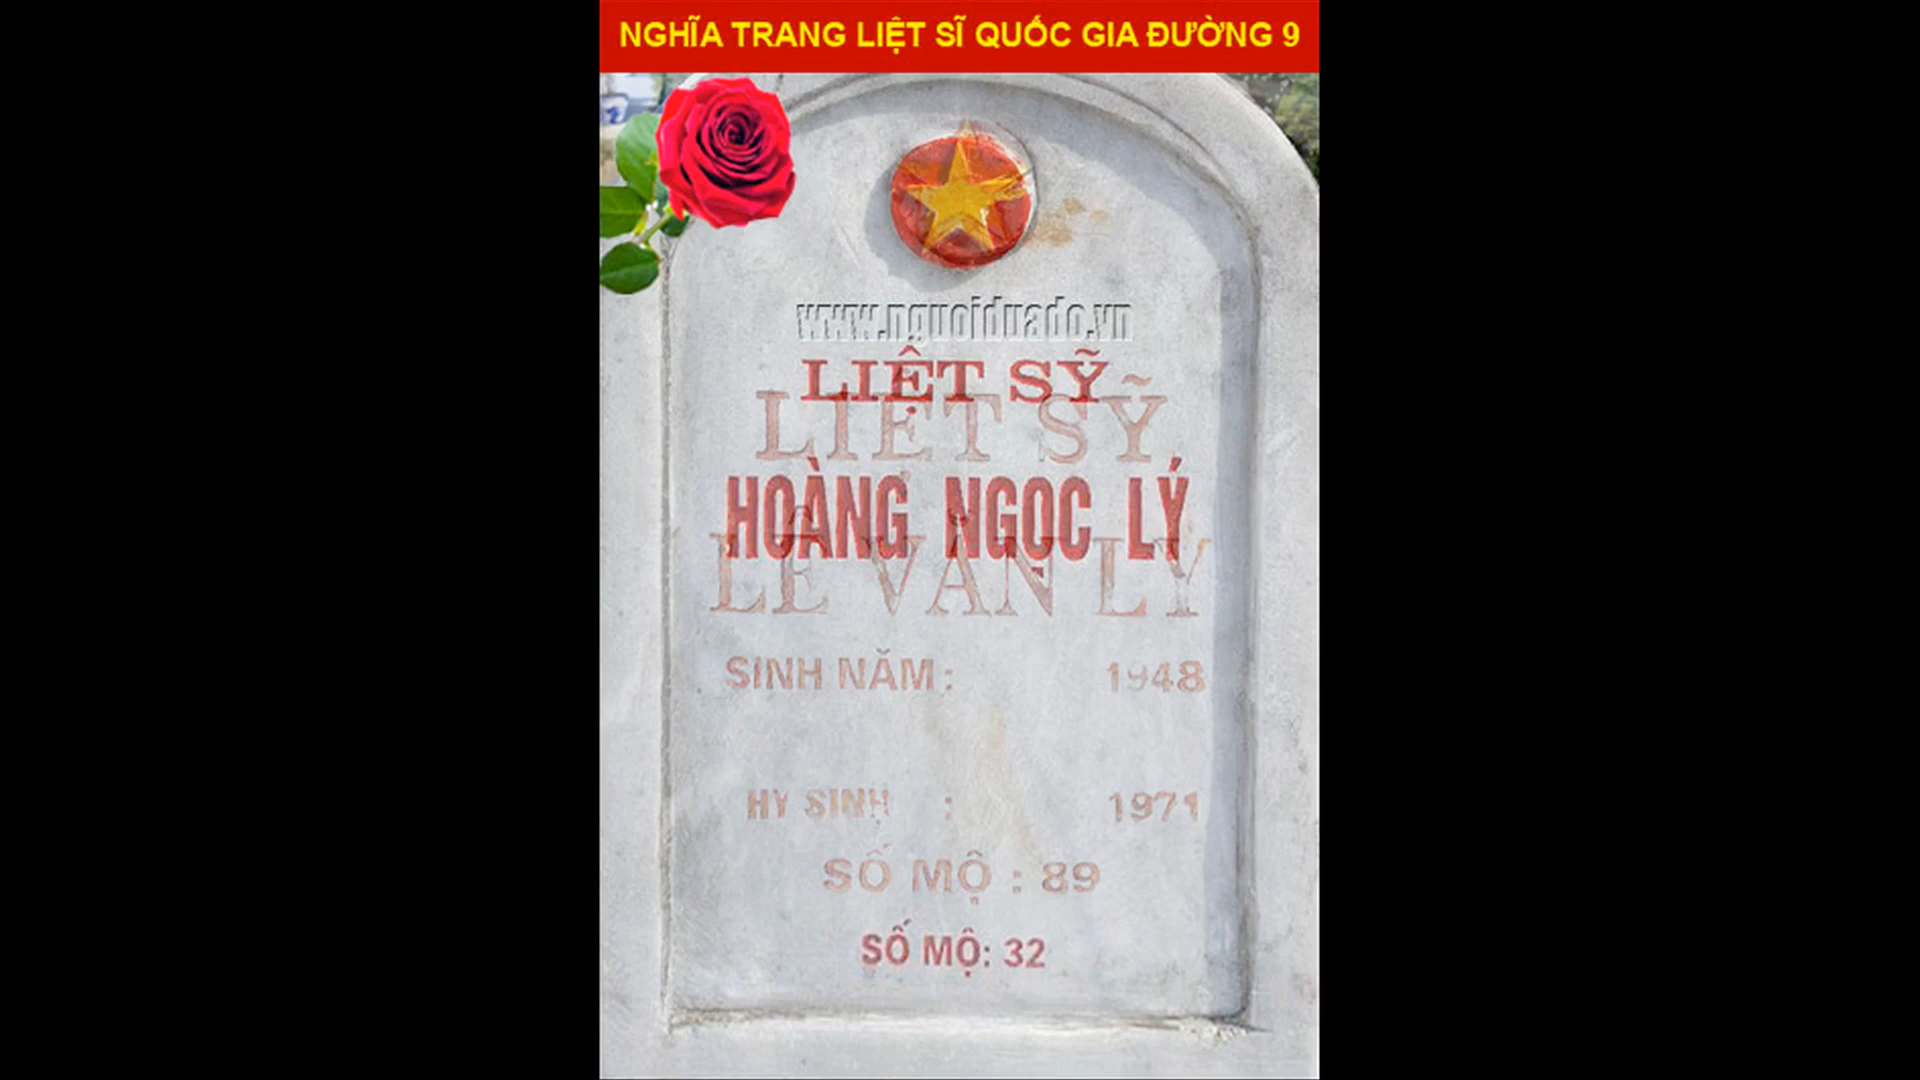 NGHĨA TRANG LIỆT SĨ QUỐC GIA ĐƯỜNG 9
www.nguoiduado.vn
LIỆT SỸ
LIỆT SỸ
HOÀNG NGỌC LÝ
LÊ VĂN LÝ
SINH NĂM : 1948
HY SINH : 1971
SỐ MỘ : 89
SỐ MỘ: 32